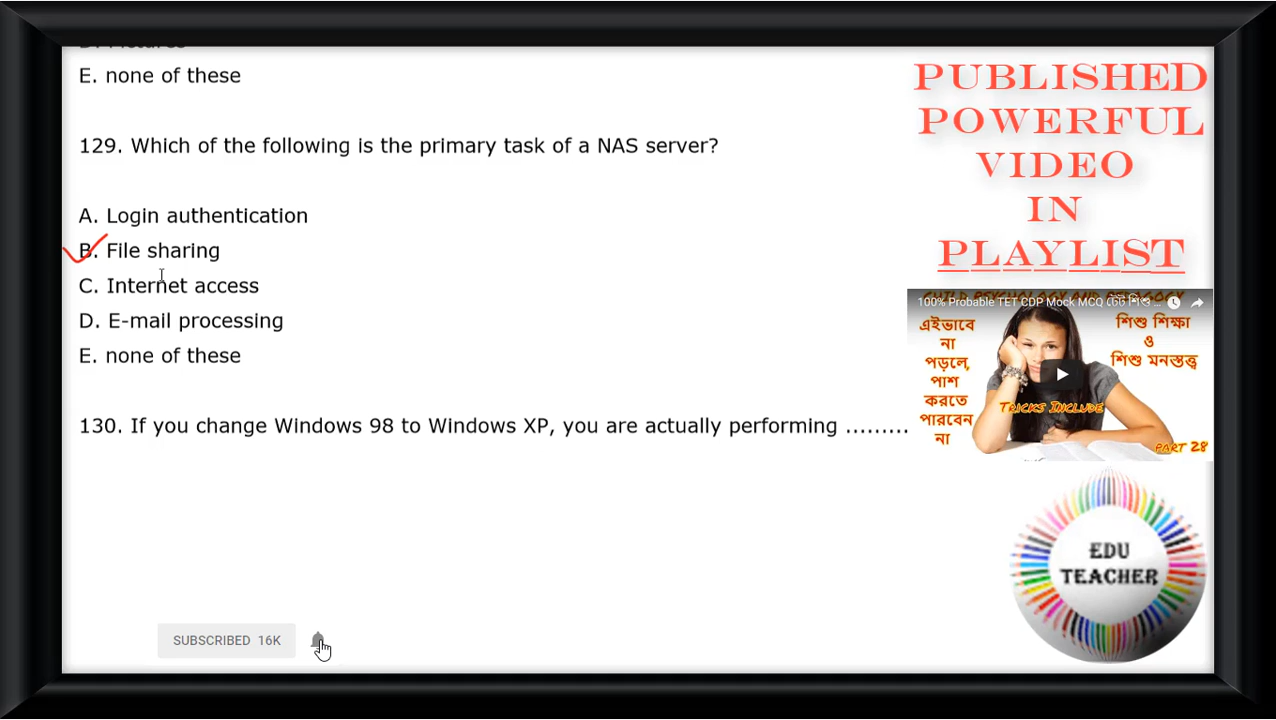 E. none of these
129. Which of the following is the primary task of a NAS server?
A. Login authentication
B. File sharing
C. Internet access
D. E-mail processing
E. none of these
130. If you change Windows 98 to Windows XP, you are actually performing .........
SUBSCRIBED 16K
PUBLISHED
POWERFUL
VIDEO
IN
PLAYLIST
100% Probable TET CDP Mock MCQ টেট শিশু ...
এইভাবে
না
পড়লে,
পাশ
করতে
পারবেন
না
শিশু শিক্ষা
ও
শিশু মনস্তত্ত্ব
TRICKS INCLUDE
PART 28
EDU
TEACHER